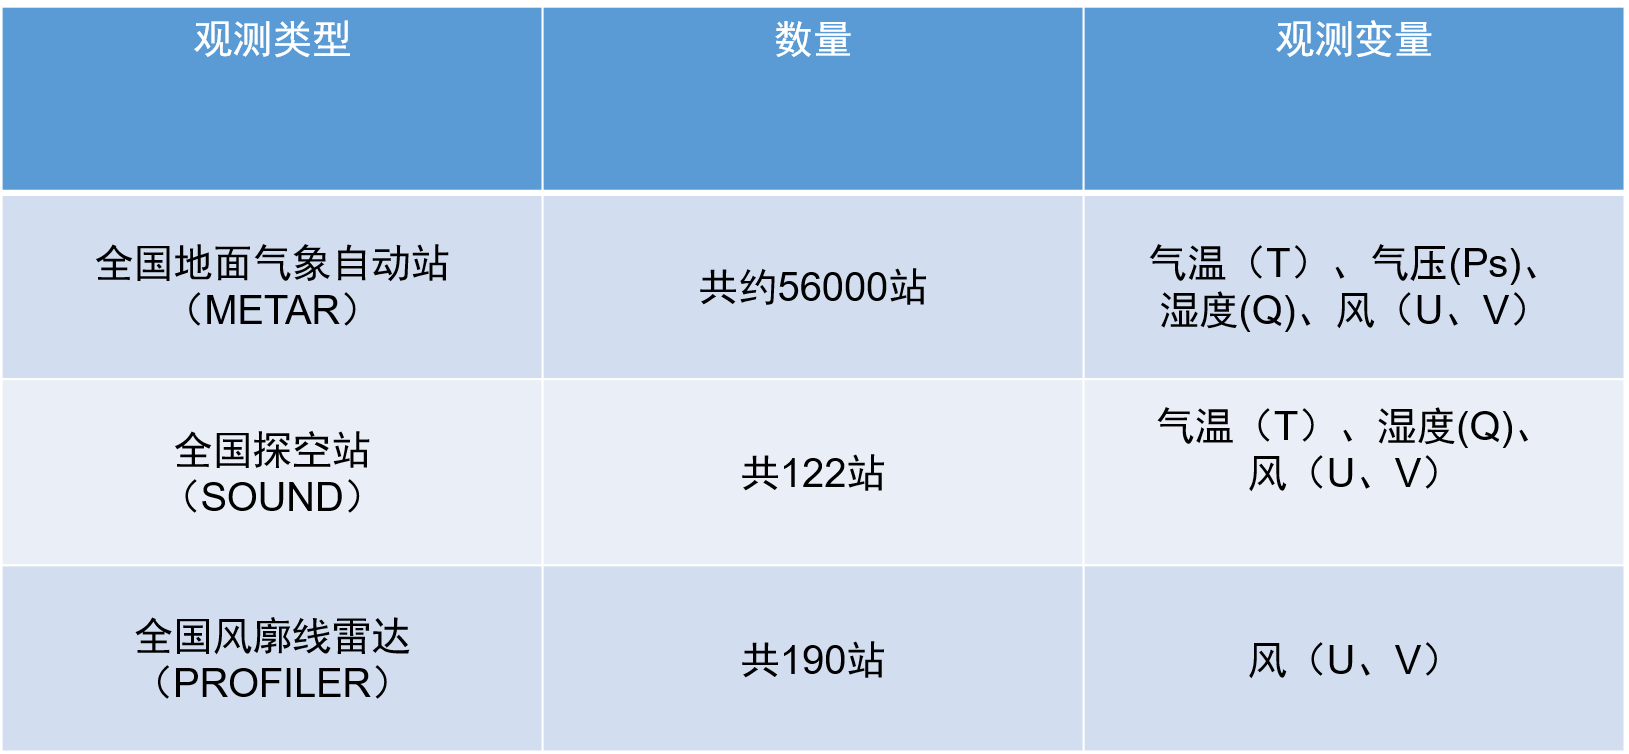 观测类型
数量
观测变量
全国地面气象自动站
（METAR）
共约56000站
气温（T）、气压(Ps)、
湿度(Q)、风（U、V）
全国探空站
（SOUND）
共122站
气温（T）、湿度(Q)、
风（U、V）
全国风廓线雷达
（PROFILER）
共190站
风（U、V）